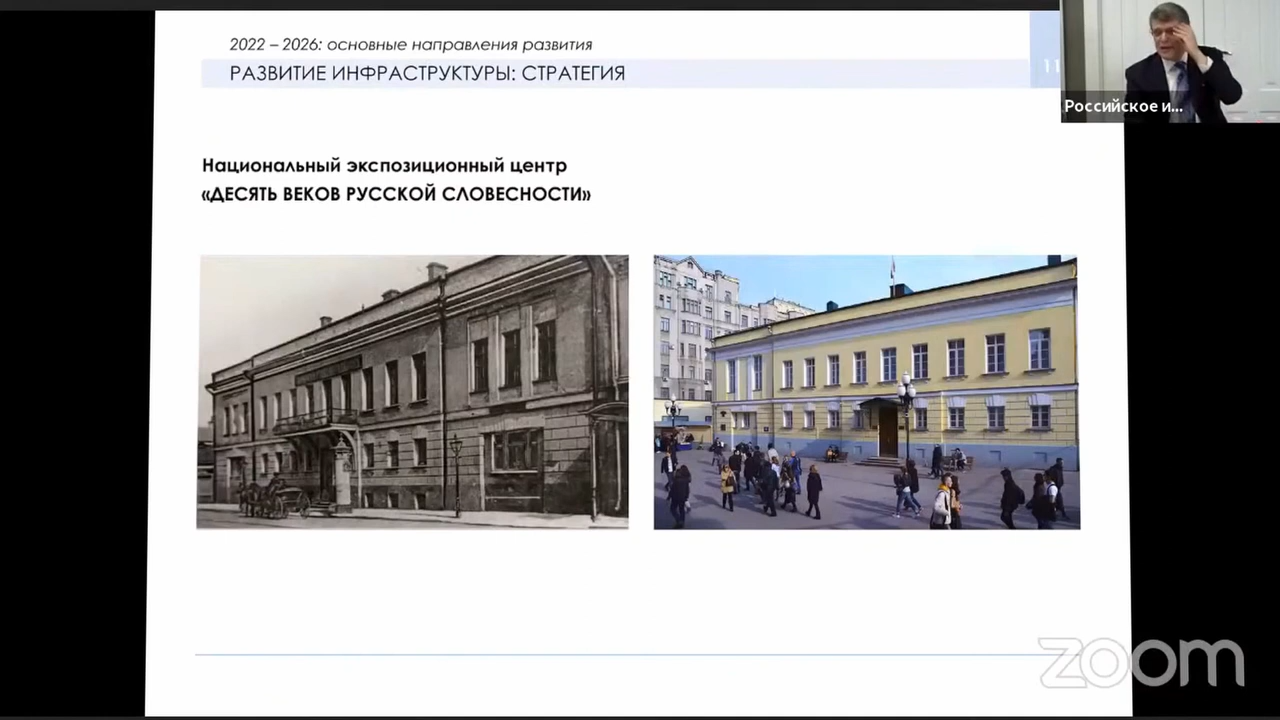 2022 – 2026: основные направления развития
РАЗВИТИЕ ИНФРАСТРУКТУРЫ: СТРАТЕГИЯ
11
Российское и...
Национальный экспозиционный центр
«ДЕСЯТЬ ВЕКОВ РУССКОЙ СЛОВЕСНОСТИ»
zoom